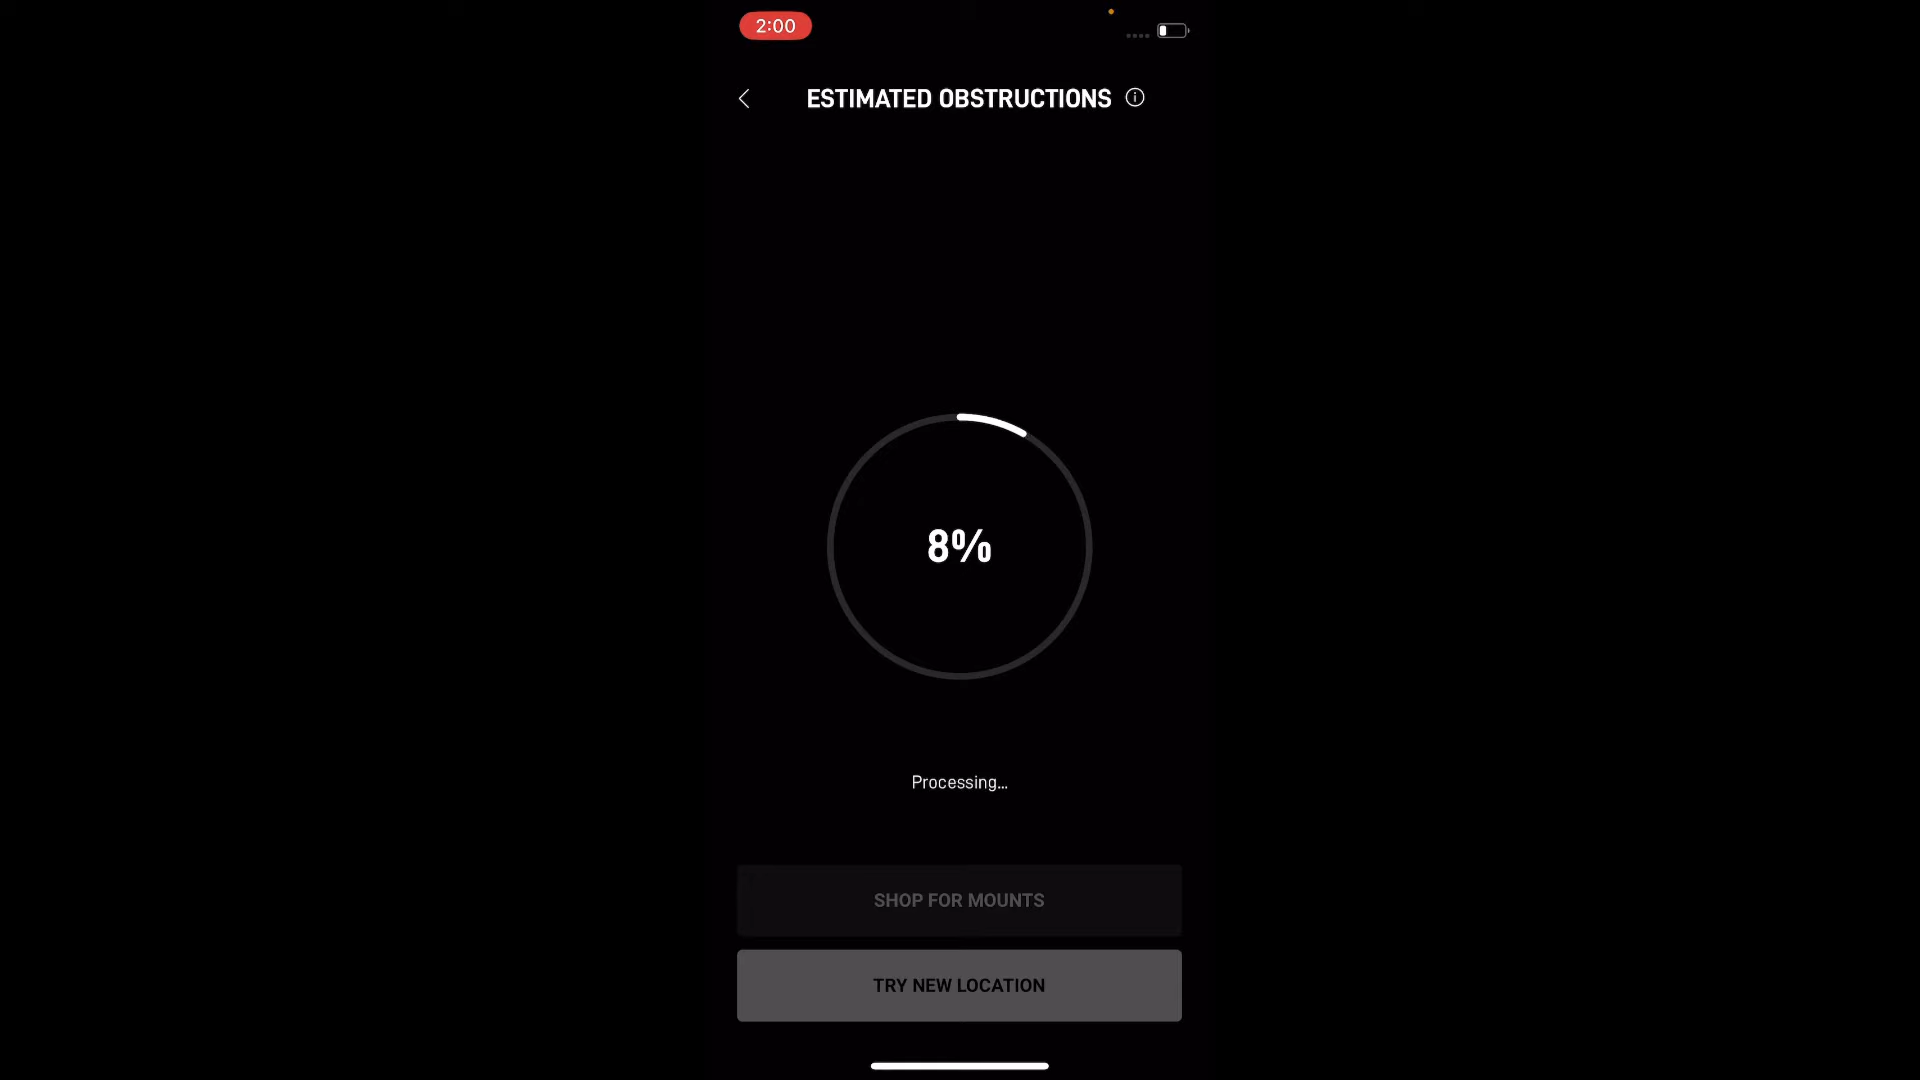 2:00
ESTIMATED OBSTRUCTIONS
8%
Processing...
SHOP FOR MOUNTS
TRY NEW LOCATION